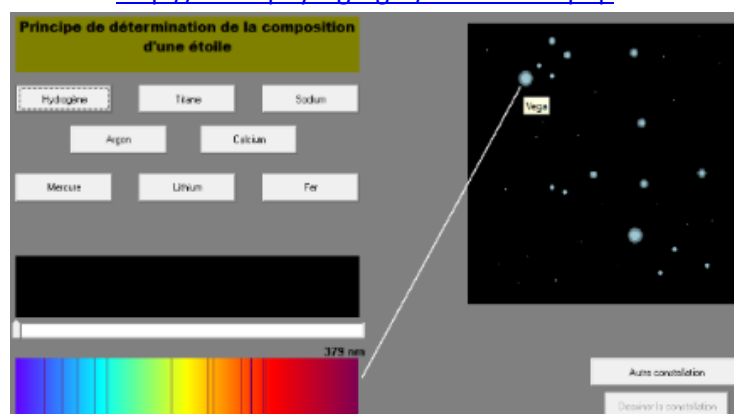 Principe de détermination de la composition
d'une étoile
Hydrogène
Titane
Sodium
Argon
Calcium
Mercure
Lithium
Fer
Vega
379 nm
Autre constellation
Dessiner la constellation